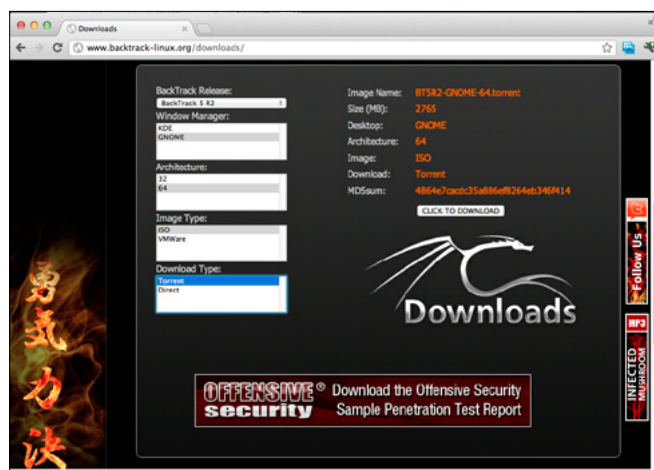 Downloads
www.backtrack-linux.org/downloads/
BackTrack Release:
BackTrack 5 R2
Window Manager:
KDE
GNOME
Architecture:
32
64
Image Type:
ISO
VMWare
Download Type:
Torrent
Direct
Image Name: BT5R2-GNOME-64.torrent
Size (MB): 2765
Desktop: GNOME
Architecture: 64
Image: ISO
Download: Torrent
MD5sum:
CLICK TO DOWNLOAD
Downloads
勇
気
力
決
Follow Us
MP3
INFECTED
MUSHROOM
OFFENSIVE®
security
Download the Offensive Security
Sample Penetration Test Report